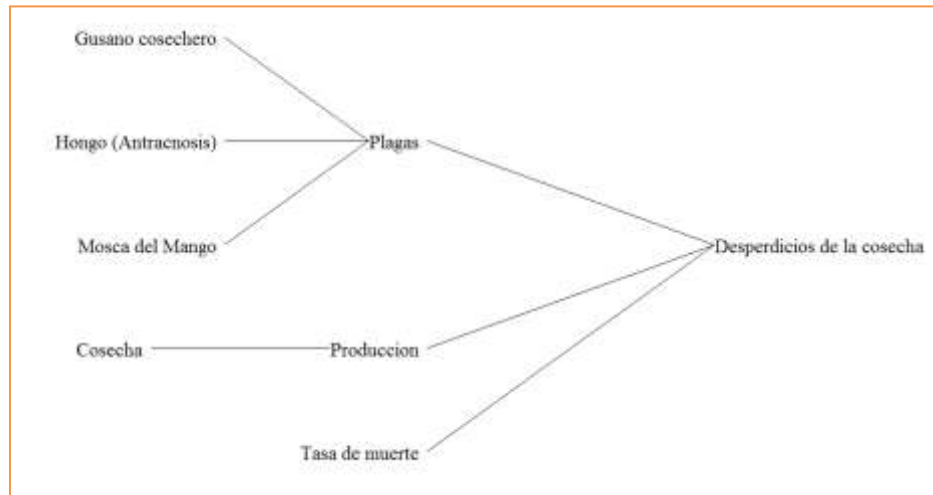 Gusano cosechero
Hongo (Antracnosis)
Plagas
Mosca del Mango
Desperdicios de la cosecha
Cosecha
Produccion
Tasa de muerte